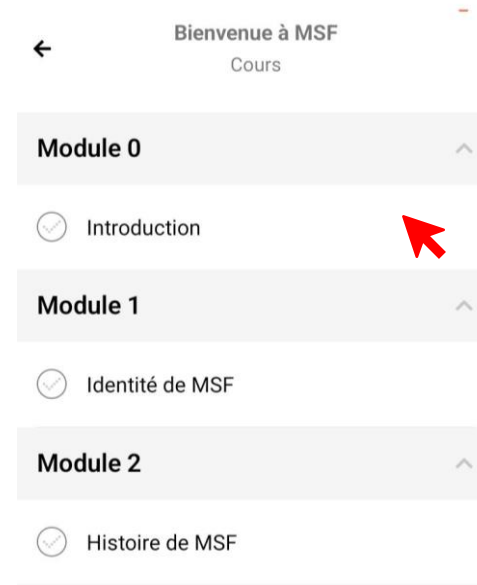 Bienvenue à MSF
Cours
Module 0
Introduction
Module 1
Identité de MSF
Module 2
Histoire de MSF